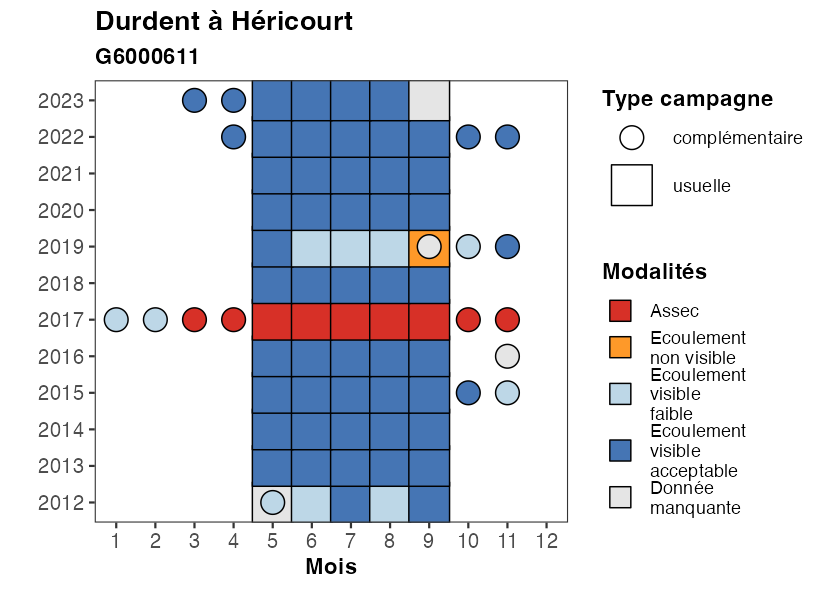 Durdent à Héricourt
G6000611
2023
2022
2021
2020
2019
2018
2017
2016
2015
2014
2013
2012
1 2 3 4 5 6 7 8 9 10 11 12
Mois
Type campagne
complémentaire
usuelle
Modalités
Assec
Ecoulement
non visible
Ecoulement
visible
faible
Ecoulement
visible
acceptable
Donnée
manquante